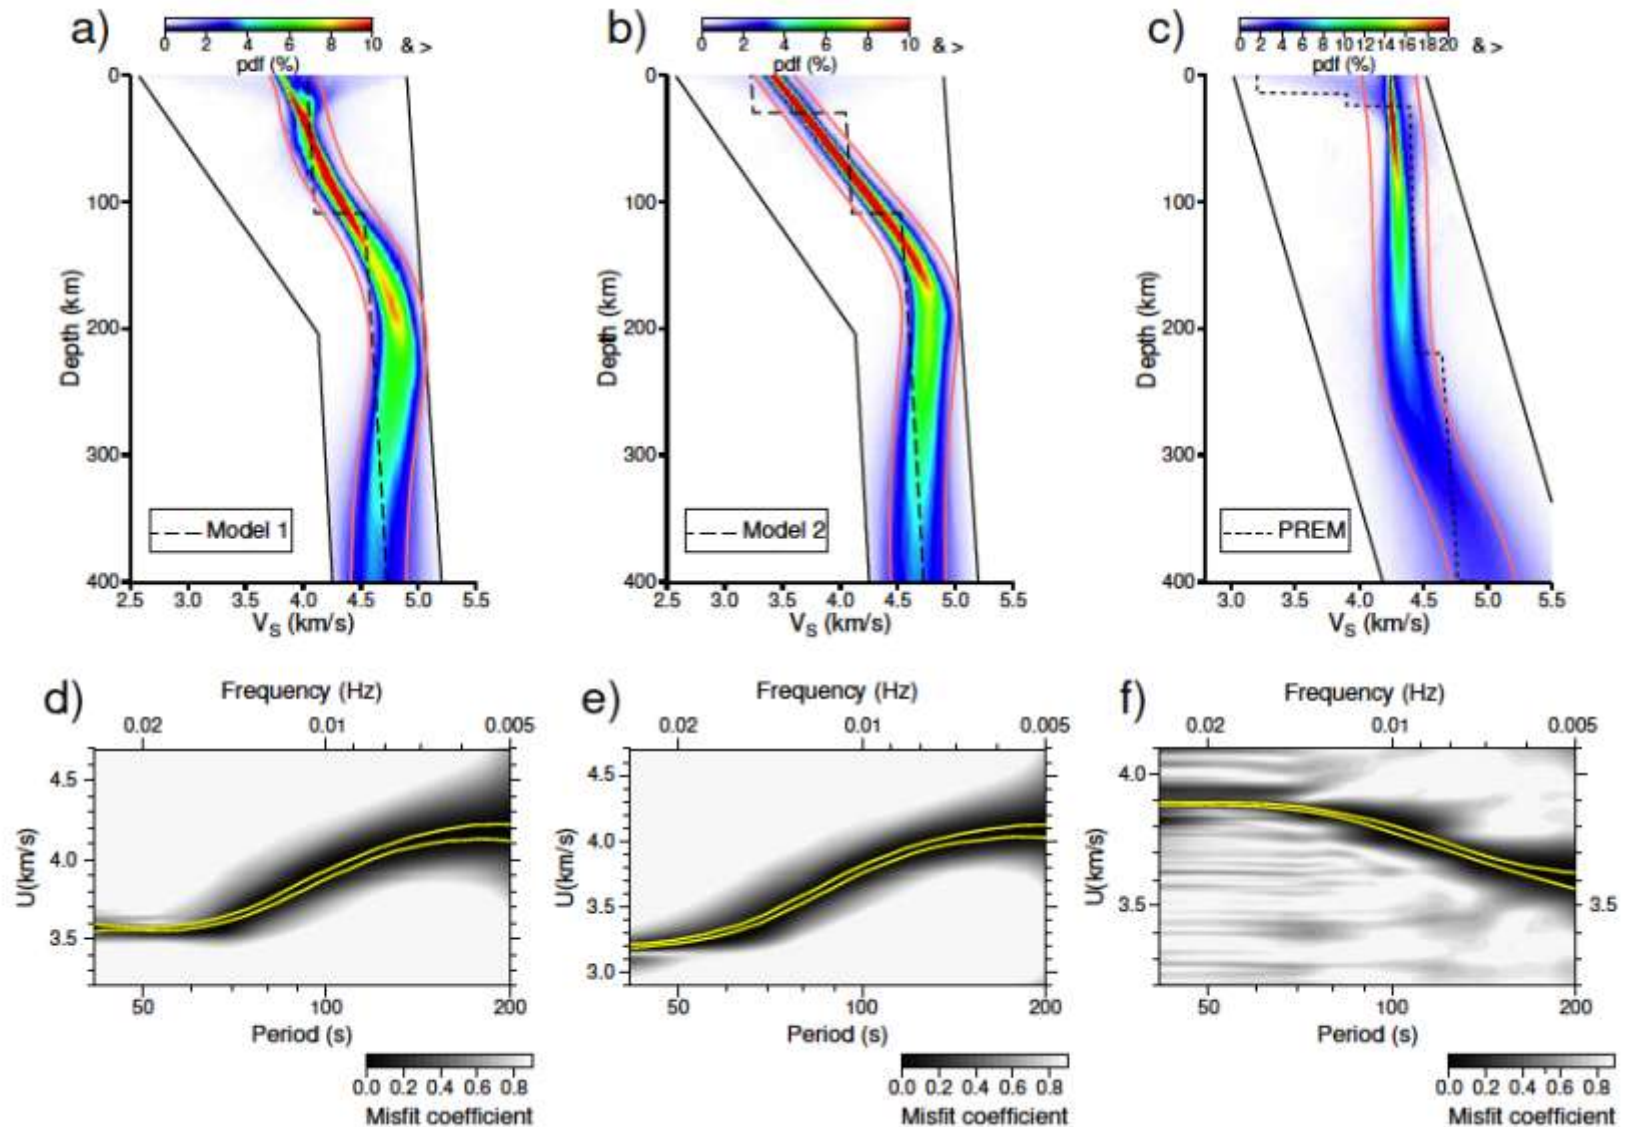 a)
0 2 4 6 8 10 & >
pdf (%)
0
100
200
300
400
Depth (km)
Model 1
2.5 3.0 3.5 4.0 4.5 5.0 5.5
VS (km/s)
b)
0 2 4 6 8 10 & >
pdf (%)
0
100
200
300
400
Depth (km)
Model 2
2.5 3.0 3.5 4.0 4.5 5.0 5.5
VS (km/s)
c)
0 2 4 6 8 10 12 14 16 18 20 & >
pdf (%)
0
100
200
300
400
Depth (km)
PREM
3.0 3.5 4.0 4.5 5.0 5.5
VS (km/s)
d)
Frequency (Hz)
0.02 0.01 0.005
4.5
4.0
3.5
U(km/s)
50 100 200
Period (s)
0.0 0.2 0.4 0.6 0.8
Misfit coefficient
e)
Frequency (Hz)
0.02 0.01 0.005
4.5
4.0
3.5
3.0
U(km/s)
50 100 200
Period (s)
0.0 0.2 0.4 0.6 0.8
Misfit coefficient
f)
Frequency (Hz)
0.02 0.01 0.005
4.0
3.5 3.5
U(km/s)
50 100 200
Period (s)
0.0 0.2 0.4 0.6 0.8
Misfit coefficient